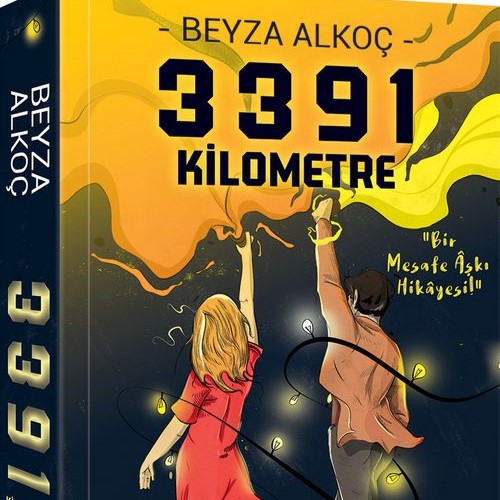 - BEYZA ALKOÇ -
3391
KİLOMETRE
"Bir
Mesafe Âşkı
Hikâyesi!"
BEYZA
ALKOÇ
3391